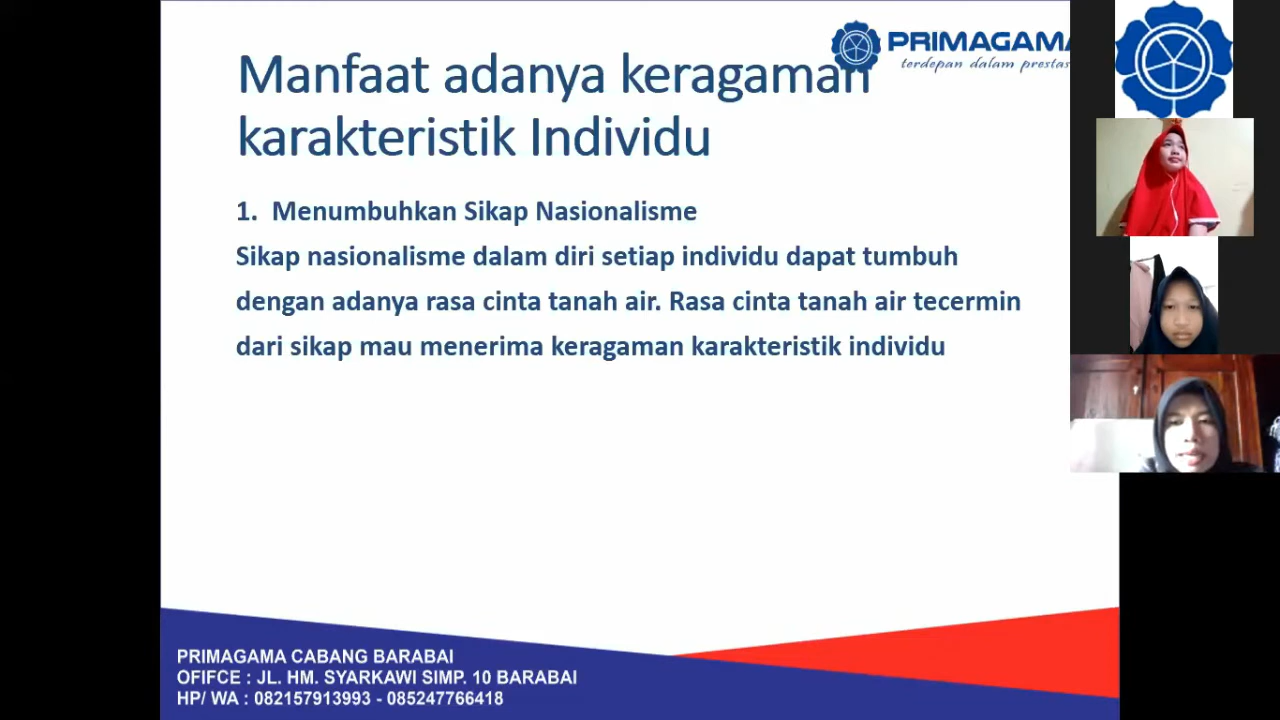 Manfaat adanya keragaman
karakteristik Individu
PRIMAGAMA
terdepan dalam prestas
1. Menumbuhkan Sikap Nasionalisme
Sikap nasionalisme dalam diri setiap individu dapat tumbuh
dengan adanya rasa cinta tanah air. Rasa cinta tanah air tecermin
dari sikap mau menerima keragaman karakteristik individu
PRIMAGAMA CABANG BARABAI
OFIFCE : JL. HM. SYARKAWI SIMP. 10 BARABAI
HP/ WA : 082157913993 - 085247766418